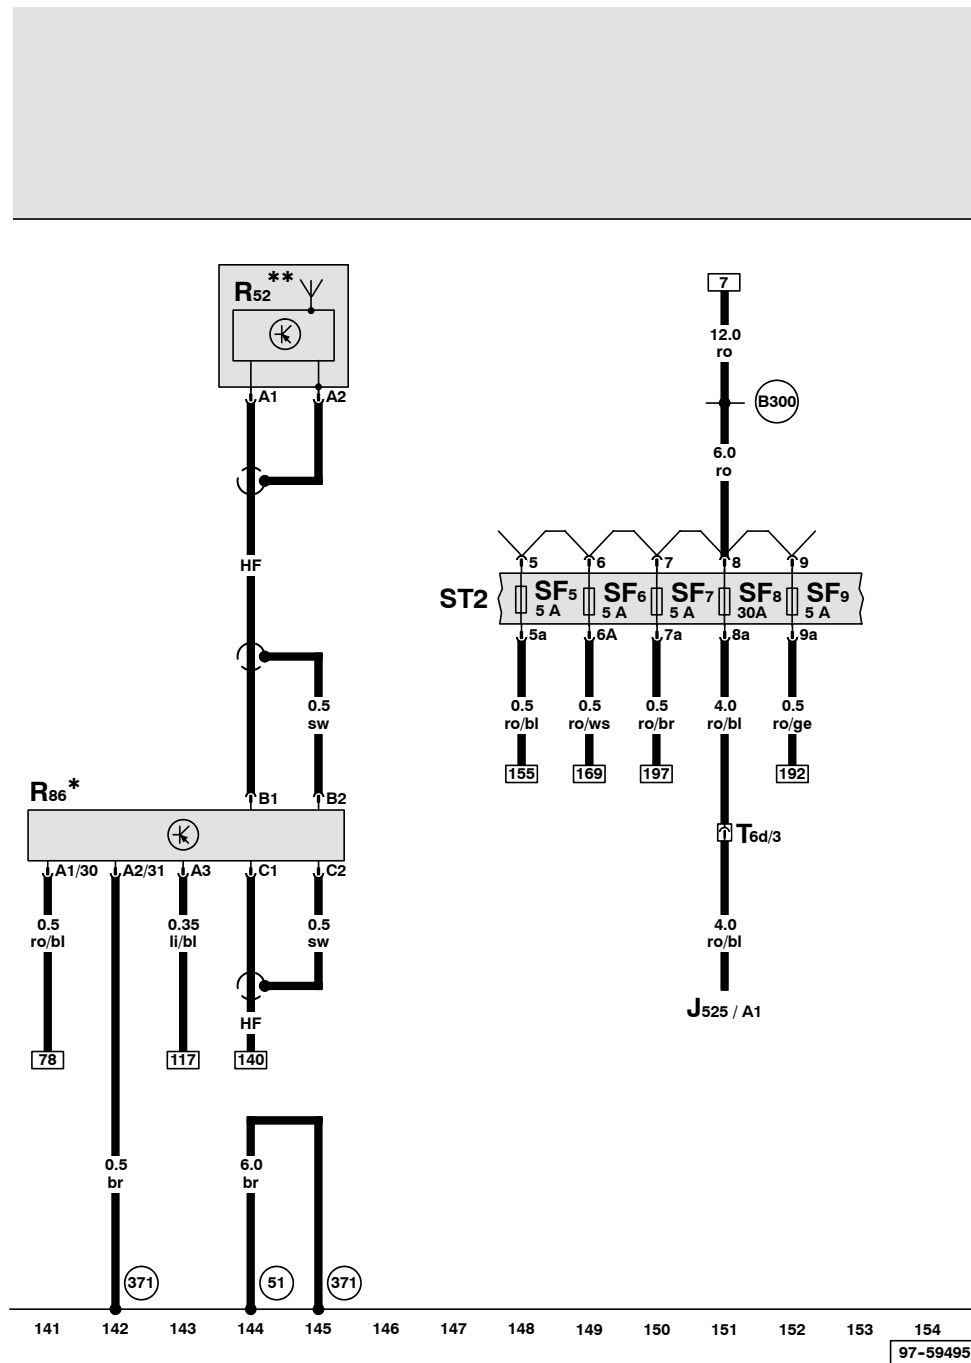 R52 **
7
12.0
ro
A1 A2
B300
6.0
ro
HF
5 6 7 8 9
ST2
SF5 SF6 SF7 SF8 SF9
5 A 5 A 5 A 30A 5 A
5a 6A 7a 8a 9a
0.5 0.5 0.5 0.5 4.0 0.5
sw ro/bl ro/ws ro/br ro/bl ro/ge
155 169 197 192
R86*
B1 B2
T6d/3
A1/30 A2/31 A3 C1 C2
0.5 0.35 0.5 4.0
ro/bl li/bl sw ro/bl
J525 / A1
HF
78 117 140
0.5 6.0
br br
371 51 371
141 142 143 144 145 146 147 148 149 150 151 152 153 154
97-59495